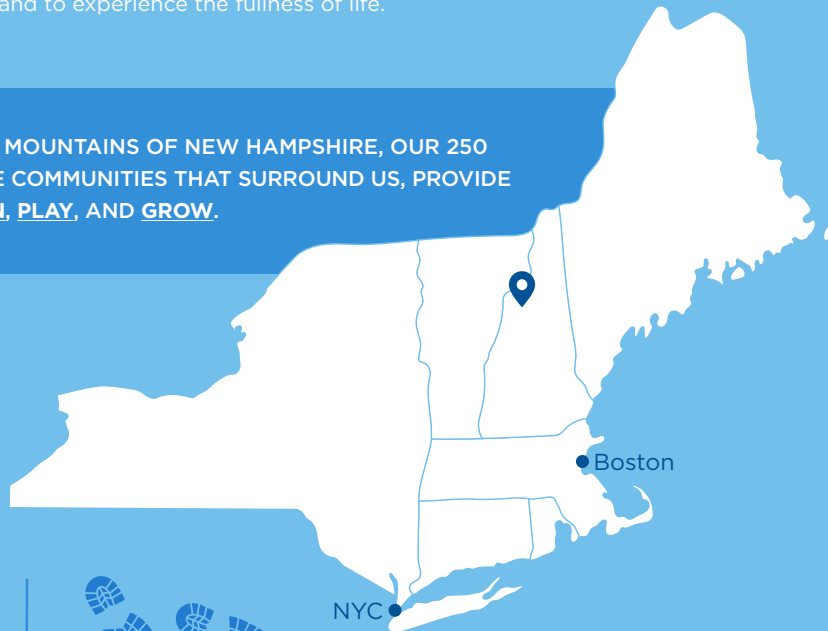 and to experience the fullness of life.
MOUNTAINS OF NEW HAMPSHIRE, OUR 250
COMMUNITIES THAT SURROUND US, PROVIDE
PLAY, AND GROW.
Boston
NYC